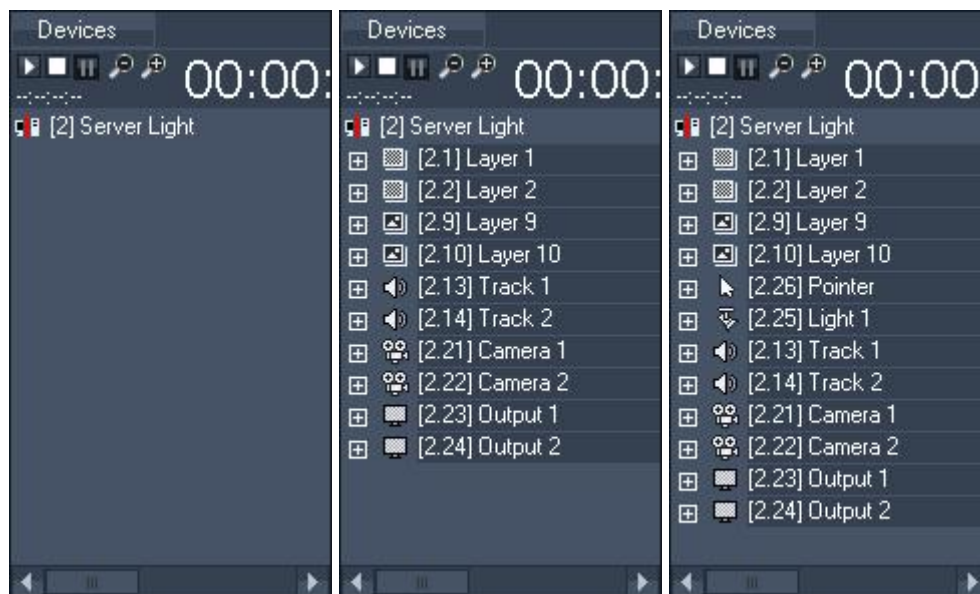 Devices
00:00:
--:--:--:--
[2] Server Light
Devices
00:00:
--:--:--:--
[2] Server Light
[2.1] Layer 1
[2.2] Layer 2
[2.9] Layer 9
[2.10] Layer 10
[2.13] Track 1
[2.14] Track 2
[2.21] Camera 1
[2.22] Camera 2
[2.23] Output 1
[2.24] Output 2
Devices
00:00
--:--:--:--
[2] Server Light
[2.1] Layer 1
[2.2] Layer 2
[2.9] Layer 9
[2.10] Layer 10
[2.26] Pointer
[2.25] Light 1
[2.13] Track 1
[2.14] Track 2
[2.21] Camera 1
[2.22] Camera 2
[2.23] Output 1
[2.24] Output 2